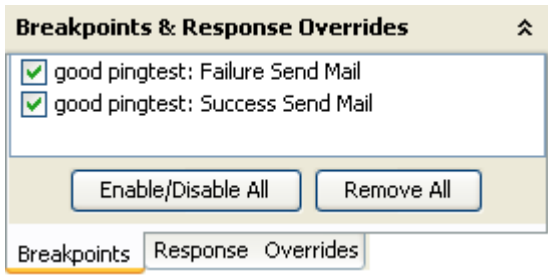 Breakpoints & Response Overrides
good pingtest: Failure Send Mail
good pingtest: Success Send Mail
Enable/Disable All Remove All
Breakpoints Response Overrides